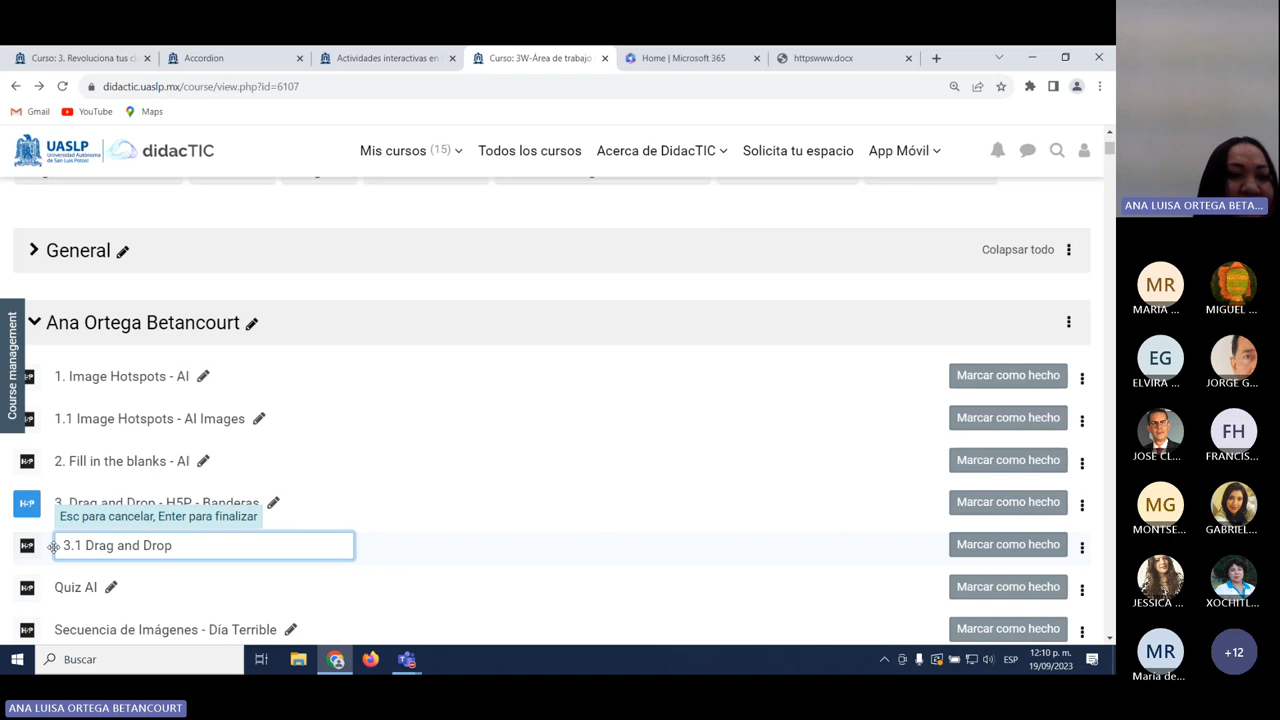 Curso: 3. Revoluciona tus cl
Accordion
Actividades interactivas en
Curso: 3W-Área de trabajo
Home | Microsoft 365
httpswww.docx
didactic.uaslp.mx/course/view.php?id=6107
Gmail
YouTube
Maps
UASLP
Universidad Autónoma
de San Luis Potosí
didacTIC
Mis cursos (15)
Todos los cursos
Acerca de DidacTIC
Solicita tu espacio
App Móvil
General
Colapsar todo
Course management
Ana Ortega Betancourt
1. Image Hotspots - AI
Marcar como hecho
1.1 Image Hotspots - AI Images
Marcar como hecho
2. Fill in the blanks - AI
Marcar como hecho
3. Drag and Drop - H5P - Banderas
Marcar como hecho
Esc para cancelar, Enter para finalizar
3.1 Drag and Drop
Marcar como hecho
Quiz AI
Marcar como hecho
Secuencia de Imágenes - Día Terrible
Marcar como hecho
Buscar
ESP
12:10 p. m.
19/09/2023
ANA LUISA ORTEGA BETA...
MR
MARIA ...
MIGUEL ...
EG
ELVIRA ...
JORGE G...
JOSE CL...
FH
FRANCIS...
MG
MONTSE...
GABRIEL...
JESSICA ...
XOCHITL...
MR
Maria de...
+12
ANA LUISA ORTEGA BETANCOURT